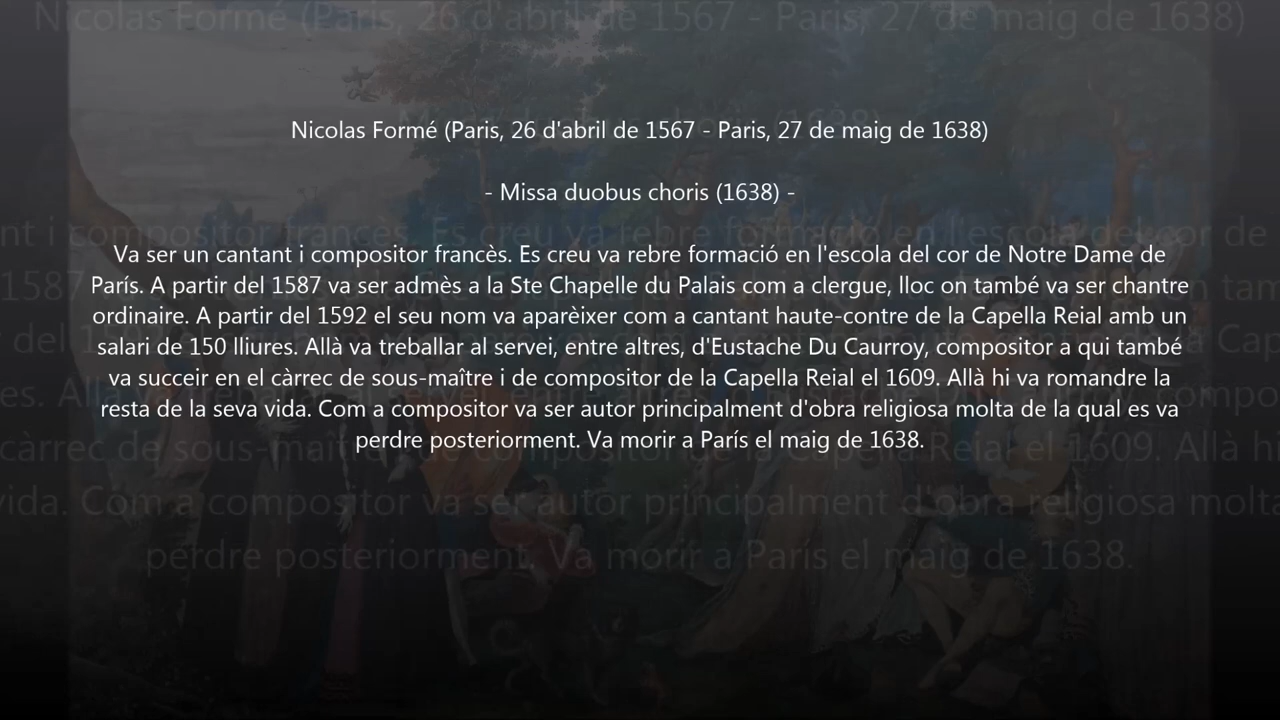 Nicolas Formé (Paris, 26 d'abril de 1567 - Paris, 27 de maig de 1638)
- Missa duobus choris (1638) -
Va ser un cantant i compositor francès. Es creu va rebre formació en l'escola del cor de Notre Dame de
París. A partir del 1587 va ser admès a la Ste Chapelle du Palais com a clergue, lloc on també va ser chantre
ordinaire. A partir del 1592 el seu nom va aparèixer com a cantant haute-contre de la Capella Reial amb un
salari de 150 lliures. Allà va treballar al servei, entre altres, d'Eustache Du Caurroy, compositor a qui també
va succeir en el càrrec de sous-maître i de compositor de la Capella Reial el 1609. Allà hi va romandre la
resta de la seva vida. Com a compositor va ser autor principalment d'obra religiosa molta de la qual es va
perdre posteriorment. Va morir a París el maig de 1638.